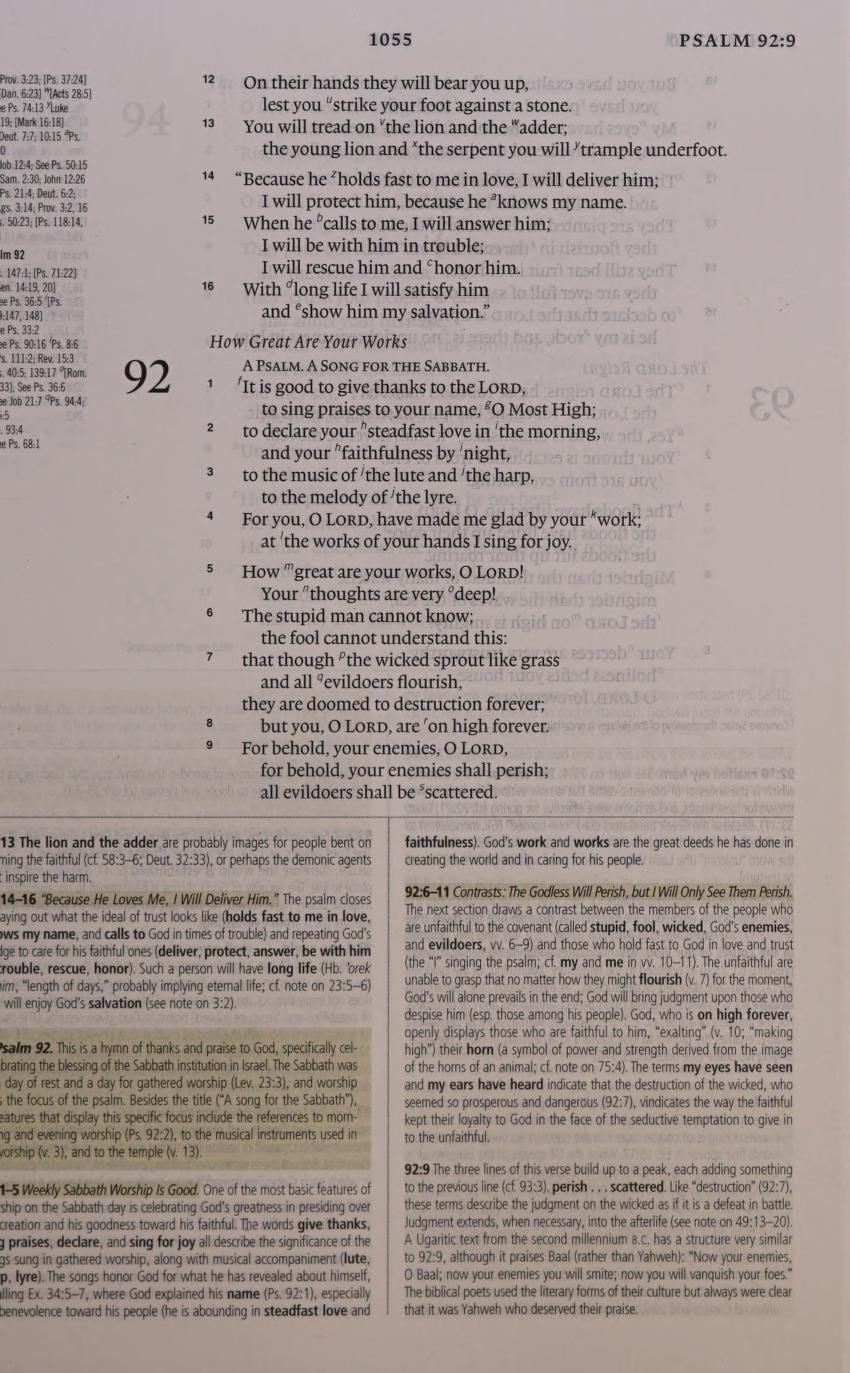 1055
PSALM 92:9
Prov. 3:23; [Ps. 37:24]
[Dan. 6:23] w[Acts 28:5]
e Ps. 74:13 yLuke
19; [Mark 16:18]
Deut. 7:7; 10:15 aPs.
0
Job 12:4; See Ps. 50:15
Sam. 2:30; John 12:26
Ps. 21:4; Deut. 6:2;
gs. 3:14; Prov. 3:2, 16
. 50:23; [Ps. 118:14,
lm 92
. 147:1; [Ps. 71:22]
en. 14:19, 20]
ee Ps. 36:5 i[Ps.
:147, 148]
e Ps. 33:2
ee Ps. 90:16 lPs. 8:6
's. 111:2; Rev. 15:3
. 40:5; 139:17 o[Rom.
33]; See Ps. 36:6
ee Job 21:7 qPs. 94:4;
:5
. 93:4
e Ps. 68:1
12 On their hands they will bear you up,
lest you ustrike your foot against a stone.
13 You will tread on vthe lion and the wadder;
the young lion and xthe serpent you will ytrample underfoot.
14 “Because he zholds fast to me in love, I will deliver him;
I will protect him, because he aknows my name.
15 When he bcalls to me, I will answer him;
I will be with him in trouble;
I will rescue him and chonor him.
16 With dlong life I will satisfy him
and eshow him my salvation.”
How Great Are Your Works
92 A PSALM. A SONG FOR THE SABBATH.
1 fIt is good to give thanks to the LORD,
to sing praises to your name, gO Most High;
2 to declare your hsteadfast love in ithe morning,
and your hfaithfulness by inight,
3 to the music of jthe lute and jthe harp,
to the melody of jthe lyre.
4 For you, O LORD, have made me glad by your kwork;
at lthe works of your hands I sing for joy.
5 How mgreat are your works, O LORD!
Your nthoughts are very odeep!
6 The stupid man cannot know;
the fool cannot understand this:
7 that though pthe wicked sprout like grass
and all qevildoers flourish,
they are doomed to destruction forever;
8 but you, O LORD, are ron high forever.
9 For behold, your enemies, O LORD,
for behold, your enemies shall perish;
all evildoers shall be sscattered.
13 The lion and the adder are probably images for people bent on
ning the faithful (cf. 58:3–6; Deut. 32:33), or perhaps the demonic agents
inspire the harm.
14–16 “Because He Loves Me, I Will Deliver Him.” The psalm closes
aying out what the ideal of trust looks like (holds fast to me in love,
ows my name, and calls to God in times of trouble) and repeating God's
ge to care for his faithful ones (deliver, protect, answer, be with him
rouble, rescue, honor). Such a person will have long life (Hb. 'orek
im, “length of days,” probably implying eternal life; cf. note on 23:5–6)
will enjoy God's salvation (see note on 3:2).
salm 92. This is a hymn of thanks and praise to God, specifically cel-
brating the blessing of the Sabbath institution in Israel. The Sabbath was
day of rest and a day for gathered worship (Lev. 23:3), and worship
the focus of the psalm. Besides the title (“A song for the Sabbath”),
eatures that display this specific focus include the references to morn-
ng and evening worship (Ps. 92:2), to the musical instruments used in
vorship (v. 3), and to the temple (v. 13).
1–5 Weekly Sabbath Worship Is Good. One of the most basic features of
ship on the Sabbath day is celebrating God's greatness in presiding over
creation and his goodness toward his faithful. The words give thanks,
g praises, declare, and sing for joy all describe the significance of the
gs sung in gathered worship, along with musical accompaniment (lute,
p, lyre). The songs honor God for what he has revealed about himself,
lling Ex. 34:5–7, where God explained his name (Ps. 92:1), especially
benevolence toward his people (he is abounding in steadfast love and
faithfulness). God's work and works are the great deeds he has done in
creating the world and in caring for his people.
92:6–11 Contrasts: The Godless Will Perish, but I Will Only See Them Perish.
The next section draws a contrast between the members of the people who
are unfaithful to the covenant (called stupid, fool, wicked, God's enemies,
and evildoers, vv. 6–9) and those who hold fast to God in love and trust
(the “I” singing the psalm; cf. my and me in vv. 10–11). The unfaithful are
unable to grasp that no matter how they might flourish (v. 7) for the moment,
God's will alone prevails in the end; God will bring judgment upon those who
despise him (esp. those among his people). God, who is on high forever,
openly displays those who are faithful to him, “exalting” (v. 10; “making
high”) their horn (a symbol of power and strength derived from the image
of the horns of an animal; cf. note on 75:4). The terms my eyes have seen
and my ears have heard indicate that the destruction of the wicked, who
seemed so prosperous and dangerous (92:7), vindicates the way the faithful
kept their loyalty to God in the face of the seductive temptation to give in
to the unfaithful.
92:9 The three lines of this verse build up to a peak, each adding something
to the previous line (cf. 93:3). perish . . . scattered. Like “destruction” (92:7),
these terms describe the judgment on the wicked as if it is a defeat in battle.
Judgment extends, when necessary, into the afterlife (see note on 49:13–20).
A Ugaritic text from the second millennium B.C. has a structure very similar
to 92:9, although it praises Baal (rather than Yahweh): “Now your enemies,
O Baal; now your enemies you will smite; now you will vanquish your foes.”
The biblical poets used the literary forms of their culture but always were clear
that it was Yahweh who deserved their praise.